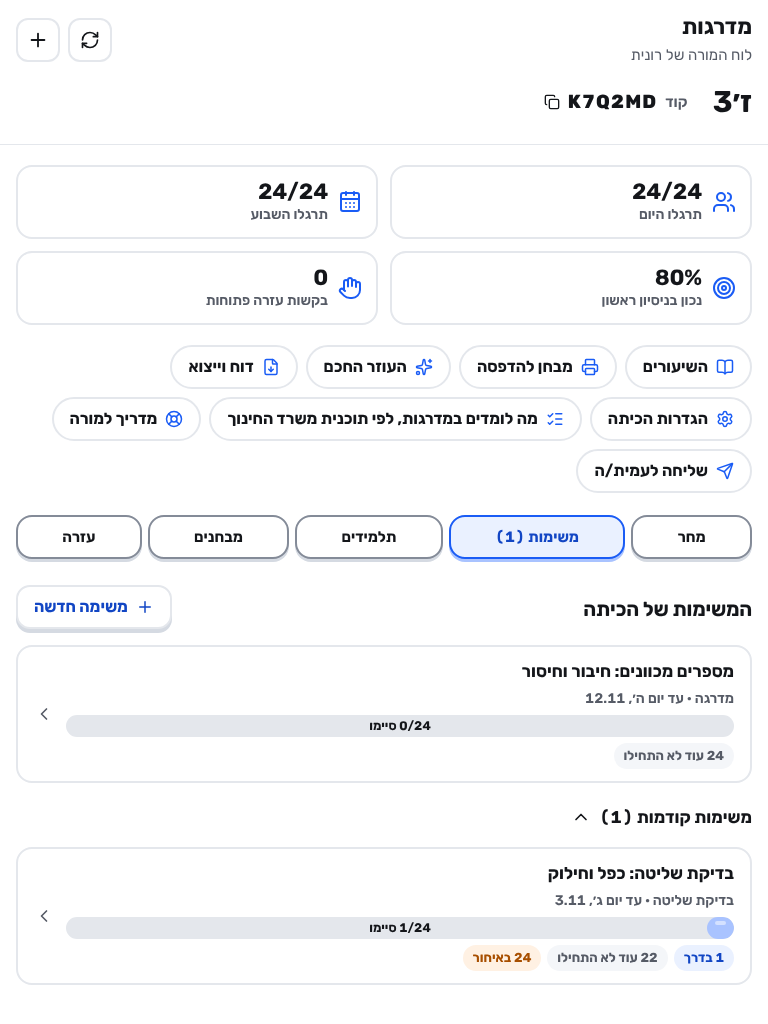 מדרגות
לוח המורה של רונית
ז׳3 קוד K7Q2MD
24/24
תרגלו היום
24/24
תרגלו השבוע
80%
נכון בניסיון ראשון
0
בקשות עזרה פתוחות
השיעורים
מבחן להדפסה
העוזר החכם
דוח וייצוא
הגדרות הכיתה
מה לומדים במדרגות, לפי תוכנית משרד החינוך
מדריך למורה
שליחה לעמית/ה
מחר
משימות (1)
תלמידים
מבחנים
עזרה
המשימות של הכיתה
משימה חדשה
מספרים מכוונים: חיבור וחיסור
מדרגה • עד יום ה׳, 12.11
0/24 סיימו
24 עוד לא התחילו
משימות קודמות (1)
בדיקת שליטה: כפל וחילוק
בדיקת שליטה • עד יום ג׳, 3.11
1/24 סיימו
1 בדרך
22 עוד לא התחילו
24 באיחור